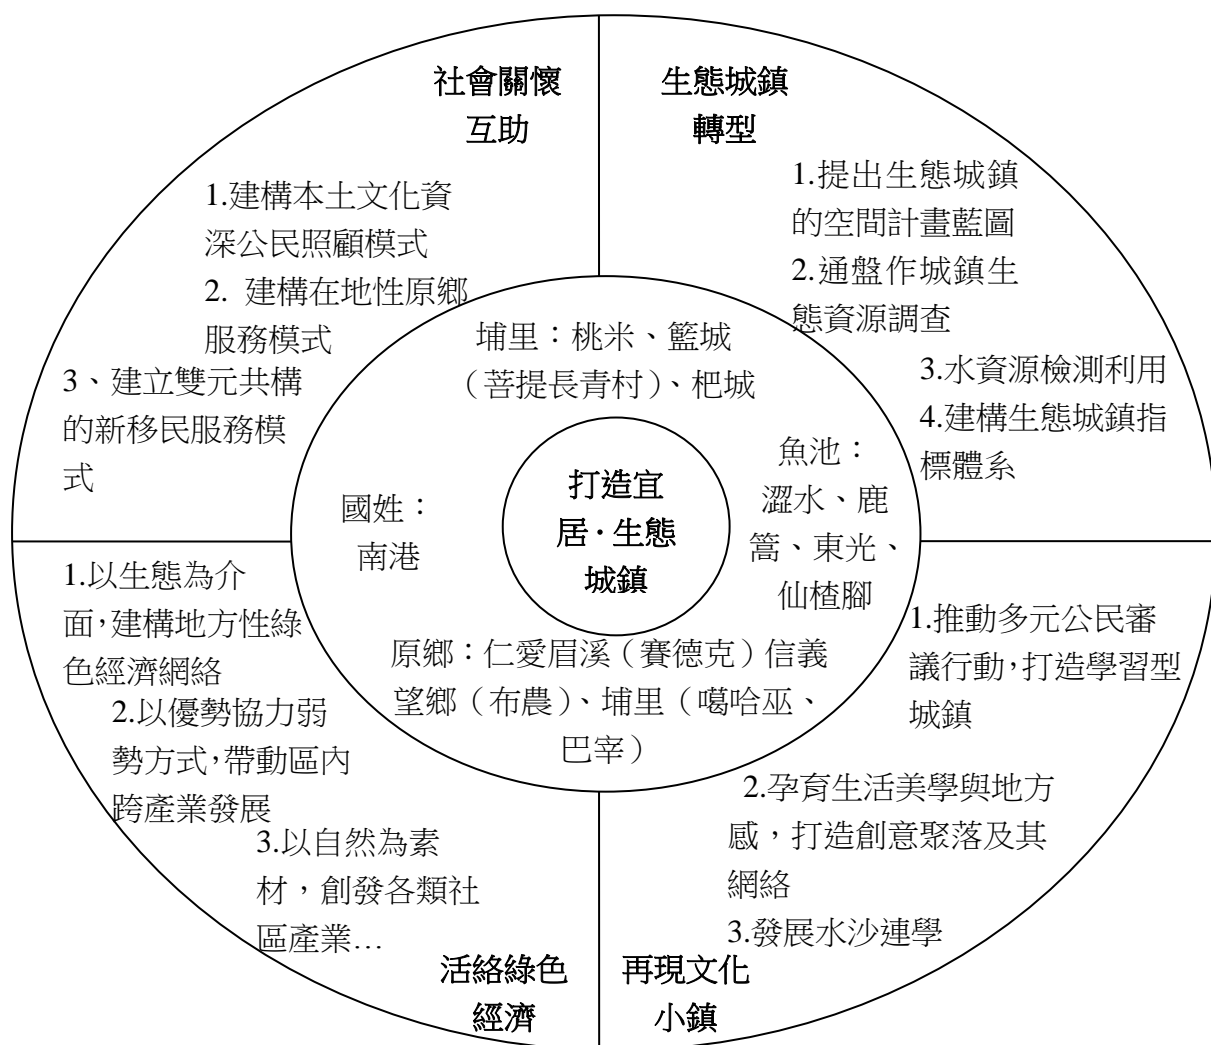 社會關懷
互助
1.建構本土文化資
深公民照顧模式
2. 建構在地性原鄉
服務模式
3、建立雙元共構
的新移民服務模
式
生態城鎮
轉型
1.提出生態城鎮
的空間計畫藍圖
2.通盤作城鎮生
態資源調查
3.水資源檢測利用
4.建構生態城鎮指
標體系
埔里：桃米、籃城
（菩提長青村）、杷城
國姓：
南港
打造宜
居‧生態
城鎮
魚池：
澀水、鹿
篙、東光、
仙楂腳
原鄉：仁愛眉溪（賽德克）信義
望鄉（布農）、埔里（噶哈巫、
巴宰）
1.以生態為介
面，建構地方性綠
色經濟網絡
2.以優勢協力弱
勢方式，帶動區內
跨產業發展
3.以自然為素
材，創發各類社
區產業…
活絡綠色
經濟
1.推動多元公民審
議行動，打造學習型
城鎮
2.孕育生活美學與地方
感，打造創意聚落及其
網絡
3.發展水沙連學
再現文化
小鎮